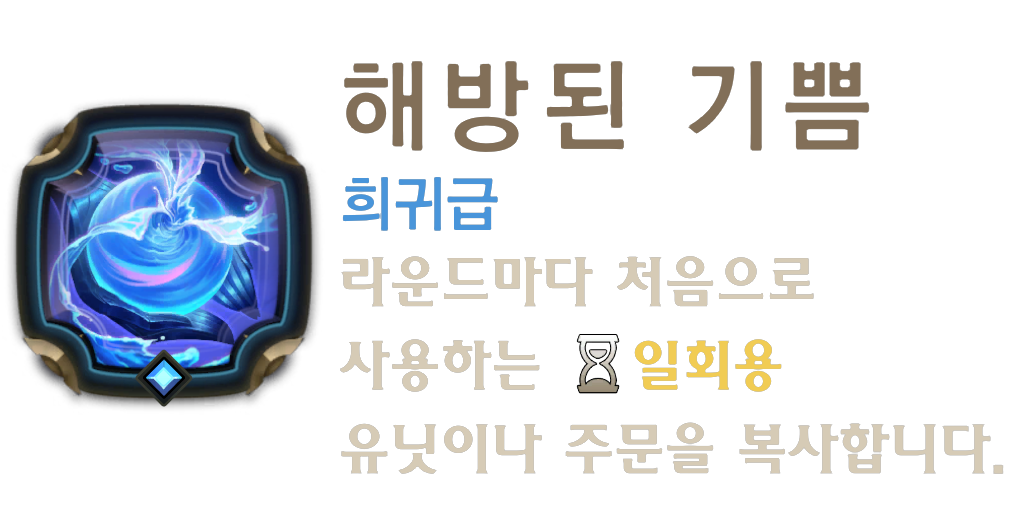 해방된 기쁨
희귀급
라운드마다 처음으로
사용하는 일회용
유닛이나 주문을 복사합니다.